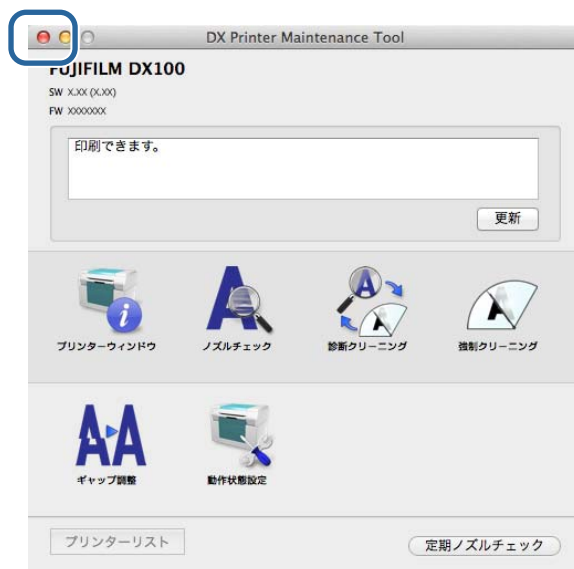 DX Printer Maintenance Tool
FUJIFILM DX100
SW X.XX (X.XX)
FW XXXXXXX
印刷できます。
更新
プリンターウィンドウ
ノズルチェック
診断クリーニング
強制クリーニング
ギャップ調整
動作状態設定
プリンターリスト
定期ノズルチェック